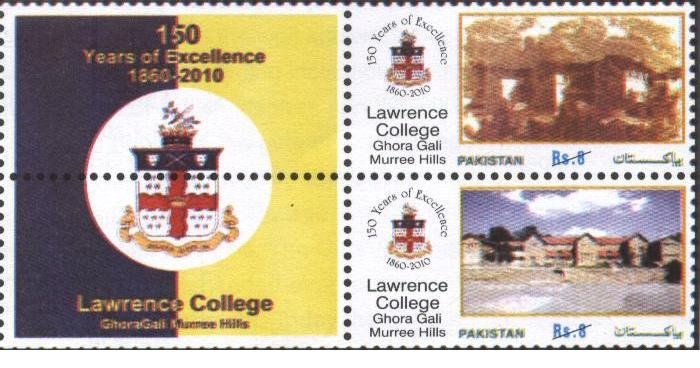 150
Years of Excellence
1860-2010
Lawrence College
GhoraGali Murree Hills
150 Years of Excellence
1860-2010
Lawrence
College
Ghora Gali
Murree Hills
PAKISTAN Rs.8 پاکستان
150 Years of Excellence
1860-2010
Lawrence
College
Ghora Gali
Murree Hills
PAKISTAN Rs.8 پاکستان